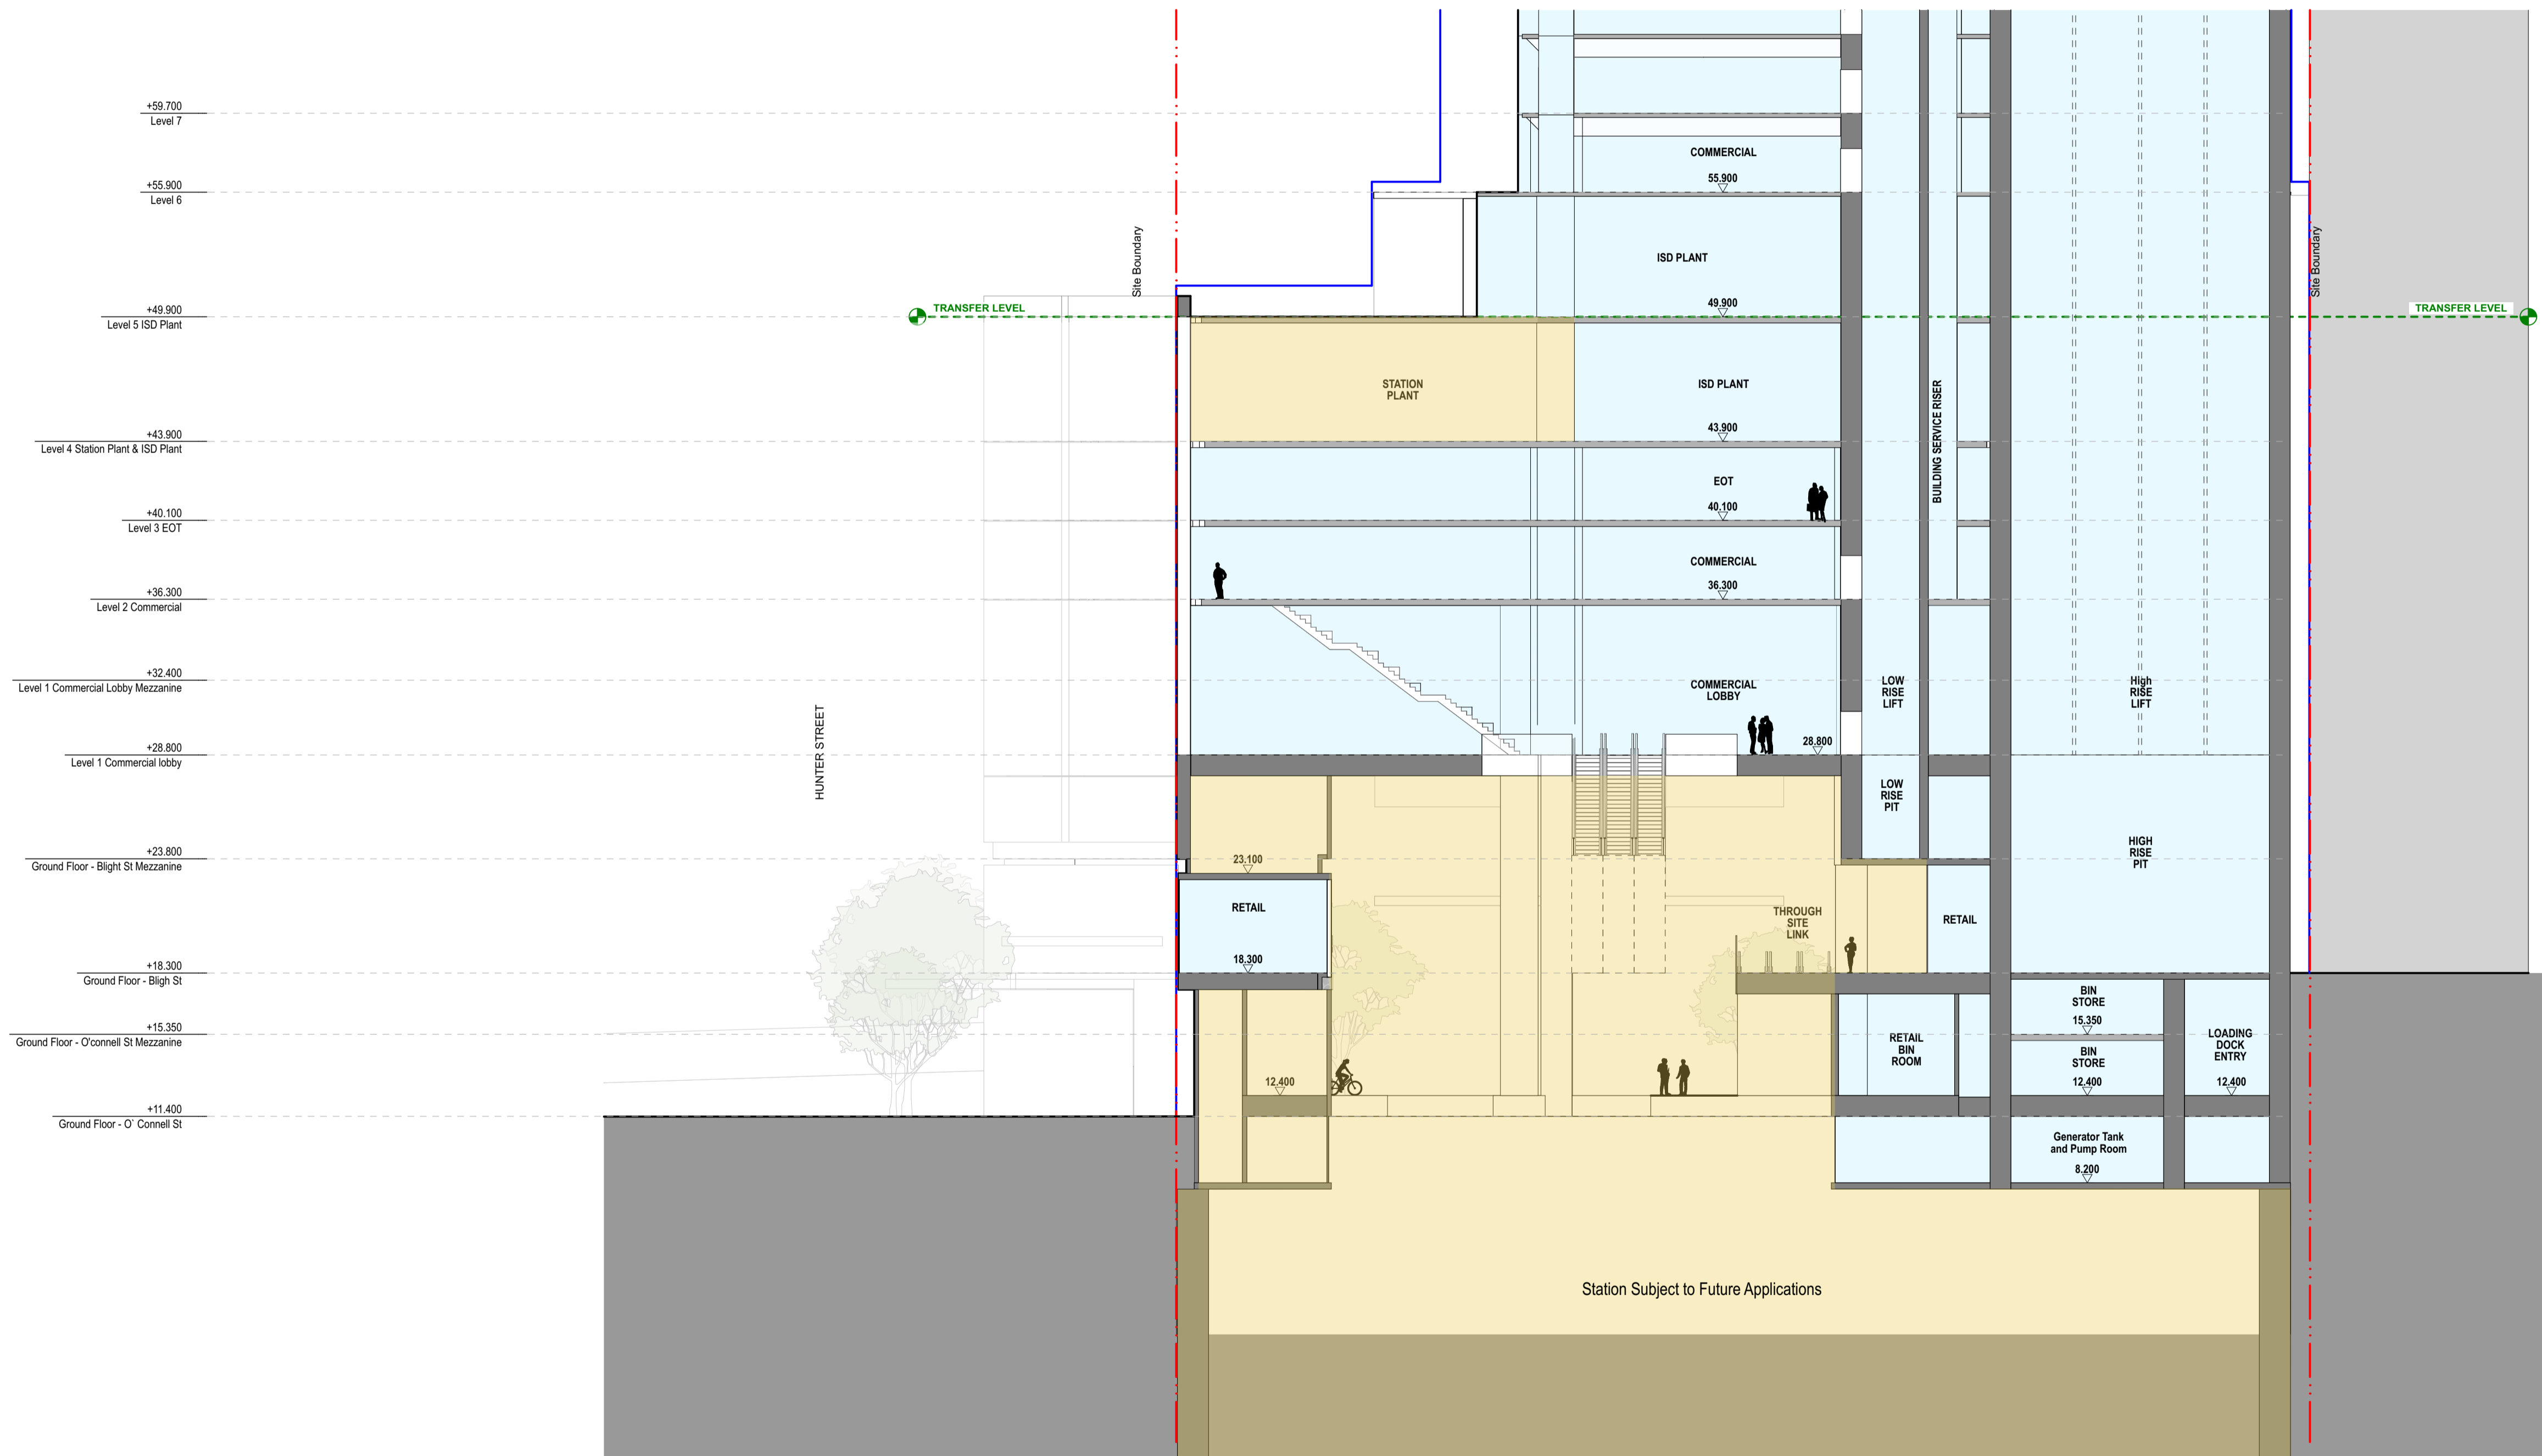 +59.700
Level 7
COMMERCIAL
55.900
+55.900
Level 6
Site Boundary
Site Boundary
ISD PLANT
49.900
+49.900
Level 5 ISD Plant
TRANSFER LEVEL
TRANSFER LEVEL
STATION
PLANT
ISD PLANT
43.900
BUILDING SERVICE RISER
+43.900
Level 4 Station Plant & ISD Plant
EOT
40.100
+40.100
Level 3 EOT
COMMERCIAL
36.300
+36.300
Level 2 Commercial
+32.400
Level 1 Commercial Lobby Mezzanine
COMMERCIAL
LOBBY
LOW
RISE
LIFT
High
RISE
LIFT
HUNTER STREET
28.800
+28.800
Level 1 Commercial lobby
LOW
RISE
PIT
HIGH
RISE
PIT
+23.800
Ground Floor - Blight St Mezzanine
23.100
RETAIL
18.300
THROUGH
SITE
LINK
RETAIL
+18.300
Ground Floor - Bligh St
BIN
STORE
15.350
+15.350
Ground Floor - O'connell St Mezzanine
RETAIL
BIN
ROOM
BIN
STORE
12.400
LOADING
DOCK
ENTRY
12.400
12.400
+11.400
Ground Floor - O` Connell St
Generator Tank
and Pump Room
8.200
Station Subject to Future Applications